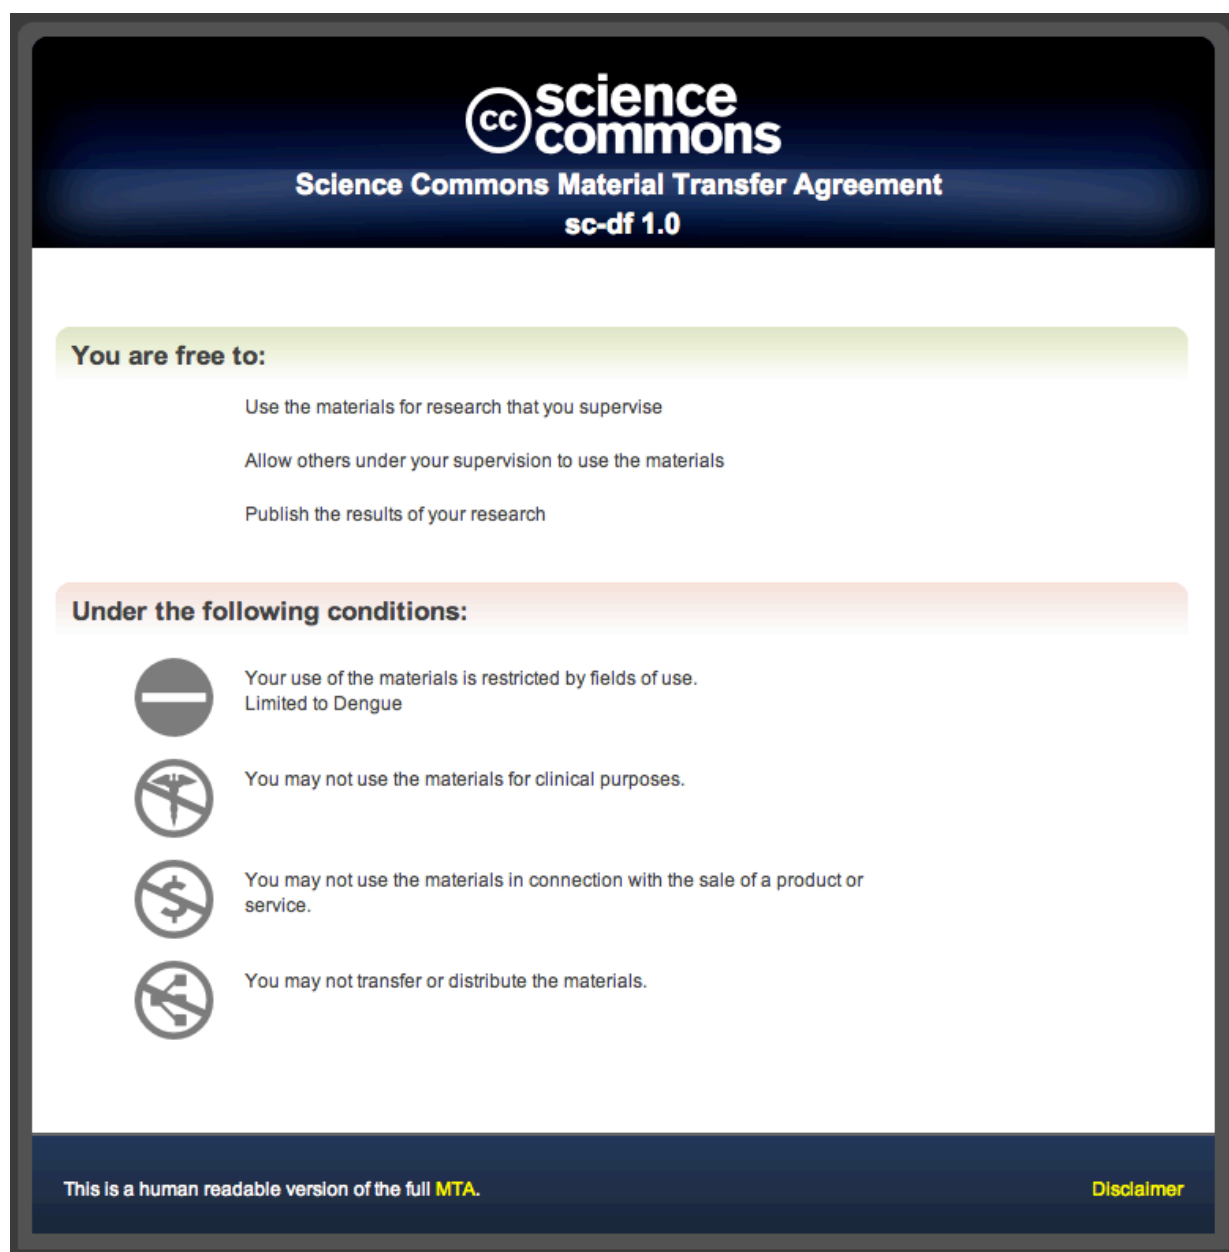 cc science
commons
Science Commons Material Transfer Agreement
sc-df 1.0
You are free to:
Use the materials for research that you supervise
Allow others under your supervision to use the materials
Publish the results of your research
Under the following conditions:
Your use of the materials is restricted by fields of use.
Limited to Dengue
You may not use the materials for clinical purposes.
$
You may not use the materials in connection with the sale of a product or
service.
You may not transfer or distribute the materials.
This is a human readable version of the full MTA. Disclaimer